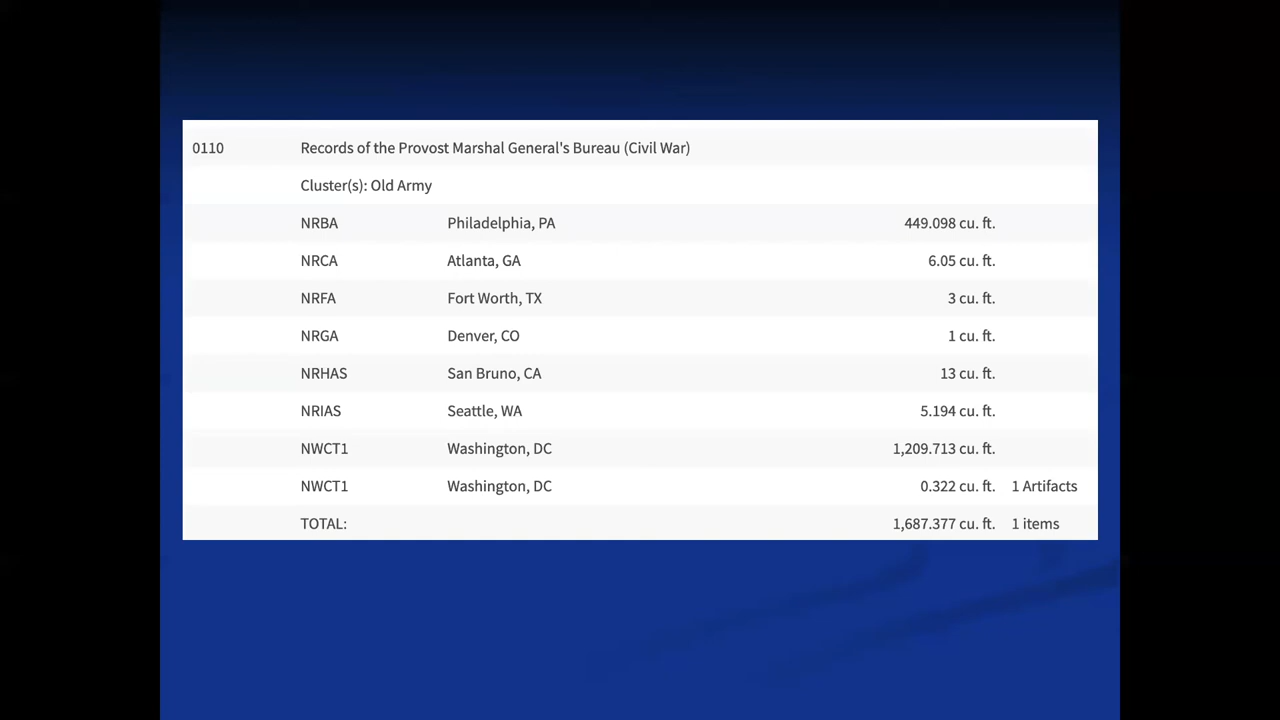 0110 Records of the Provost Marshal General's Bureau (Civil War)
Cluster(s): Old Army
NRBA Philadelphia, PA 449.098 cu. ft.
NRCA Atlanta, GA 6.05 cu. ft.
NRFA Fort Worth, TX 3 cu. ft.
NRGA Denver, CO 1 cu. ft.
NRHAS San Bruno, CA 13 cu. ft.
NRIAS Seattle, WA 5.194 cu. ft.
NWCT1 Washington, DC 1,209.713 cu. ft.
NWCT1 Washington, DC 0.322 cu. ft. 1 Artifacts
TOTAL: 1,687.377 cu. ft. 1 items